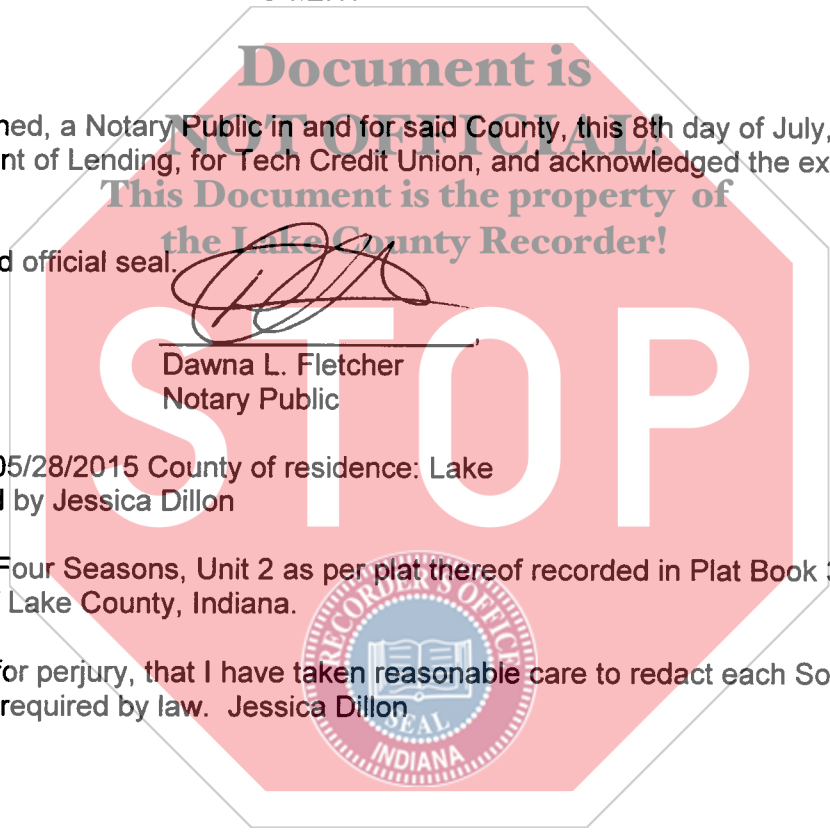 Document is
ned, a Notary Public in and for said County, this 8th day of July,
NOT OFFICIAL!
nt of Lending, for Tech Credit Union, and acknowledged the ex
This Document is the property of
the Lake County Recorder!
d official seal.
Dawna L. Fletcher
Notary Public
STOP
05/28/2015 County of residence: Lake
d by Jessica Dillon
Four Seasons, Unit 2 as per plat thereof recorded in Plat Book 3
Lake County, Indiana.
for perjury, that I have taken reasonable care to redact each So
required by law. Jessica Dillon
RECORDER'S OFFICE
SEAL
INDIANA